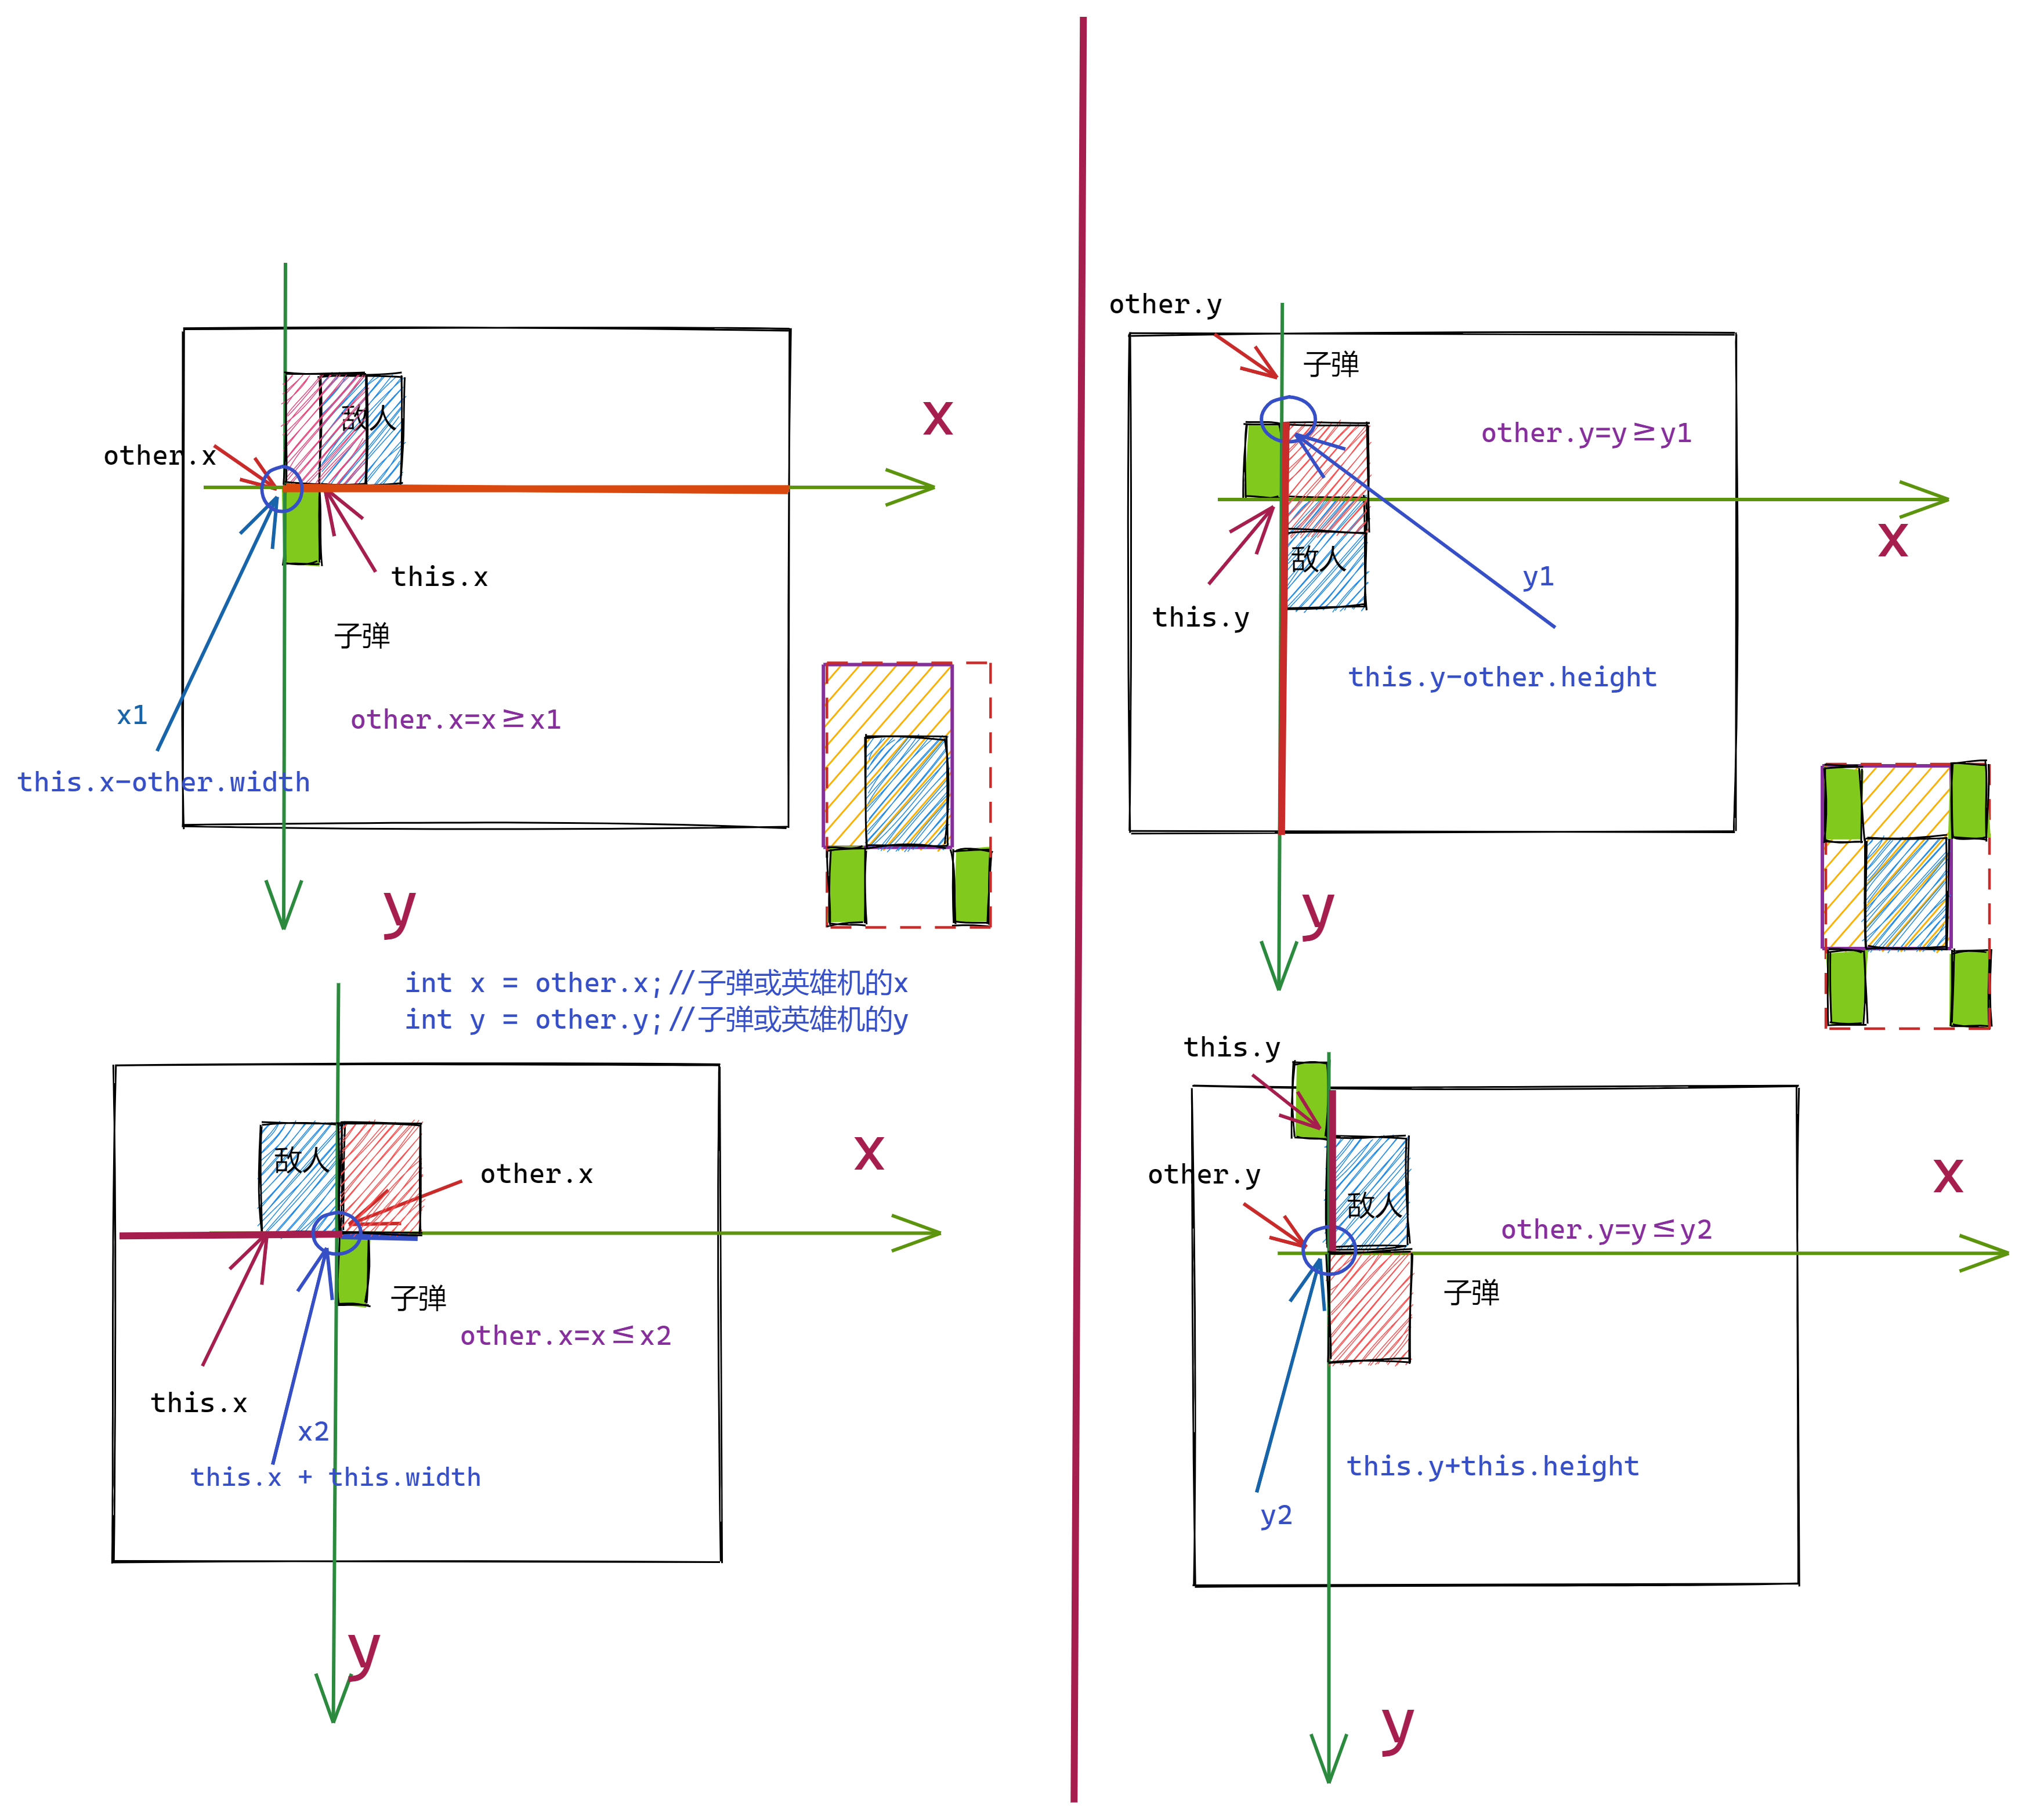 敌人
x
other.x
this.x
子弹
x1
other.x=x≥x1
this.x-other.width
y
int x = other.x;//子弹或英雄机的x
int y = other.y;//子弹或英雄机的y
敌人
x
other.x
子弹
other.x=x≤x2
this.x
x2
this.x + this.width
y
other.y
子弹
other.y=y≥y1
x
敌人
y1
this.y
this.y-other.height
y
this.y
other.y
敌人
x
other.y=y≤y2
子弹
this.y+this.height
y2
y